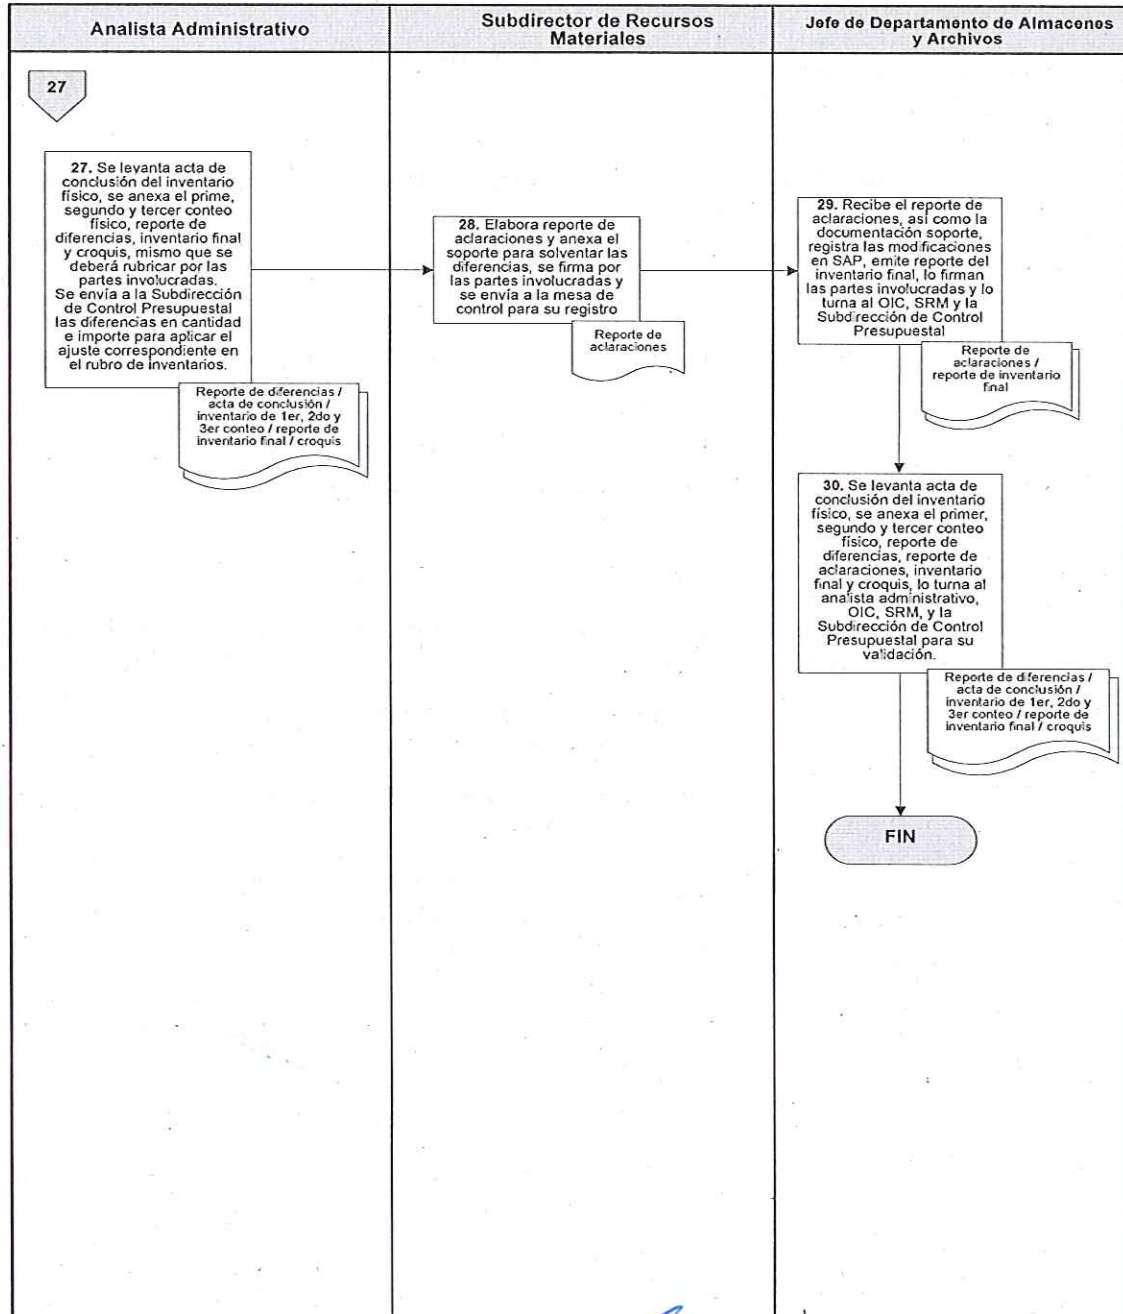 Analista Administrativo
Subdirector de Recursos
Materiales
Jefe de Departamento de Almacenes
y Archivos
27
27. Se levanta acta de
conclusión del inventario
físico, se anexa el prime,
segundo y tercer conteo
físico, reporte de
diferencias, inventario final
y croquis, mismo que se
deberá rubricar por las
partes involucradas.
Se envía a la Subdirección
de Control Presupuestal
las diferencias en cantidad
e importe para aplicar el
ajuste correspondiente en
el rubro de inventarios.
Reporte de diferencias /
acta de conclusión /
inventario de 1er, 2do y
3er conteo / reporte de
inventario final / croquis
28. Elabora reporte de
aclaraciones y anexa el
soporte para solventar las
diferencias, se firma por
las partes involucradas y
se envía a la mesa de
control para su registro
Reporte de
aclaraciones
29. Recibe el reporte de
aclaraciones, así como la
documentación soporte,
registra las modificaciones
en SAP, emite reporte del
inventario final, lo firman
las partes involucradas y lo
turna al OIC, SRM y la
Subdirección de Control
Presupuestal
Reporte de
aclaraciones /
reporte de inventario
final
30. Se levanta acta de
conclusión del inventario
físico, se anexa el primer,
segundo y tercer conteo
físico, reporte de
diferencias, reporte de
aclaraciones, inventario
final y croquis, lo turna al
analista administrativo,
OIC, SRM, y la
Subdirección de Control
Presupuestal para su
validación.
Reporte de diferencias /
acta de conclusión /
inventario de 1er, 2do y
3er conteo / reporte de
inventario final / croquis
FIN